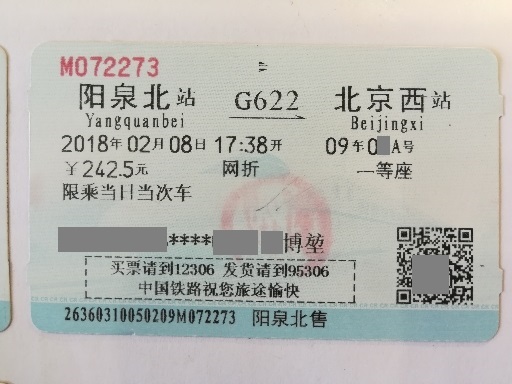 M072273
阳泉北站 G622 北京西站
Yangquanbei Beijingxi
2018年02月08日 17:38开 09车0 A号
￥242.5元 网折 一等座
限乘当日当次车
**** 博堃
买票请到12306 发货请到95306
中国铁路祝您旅途愉快
26360310050209M072273 阳泉北售